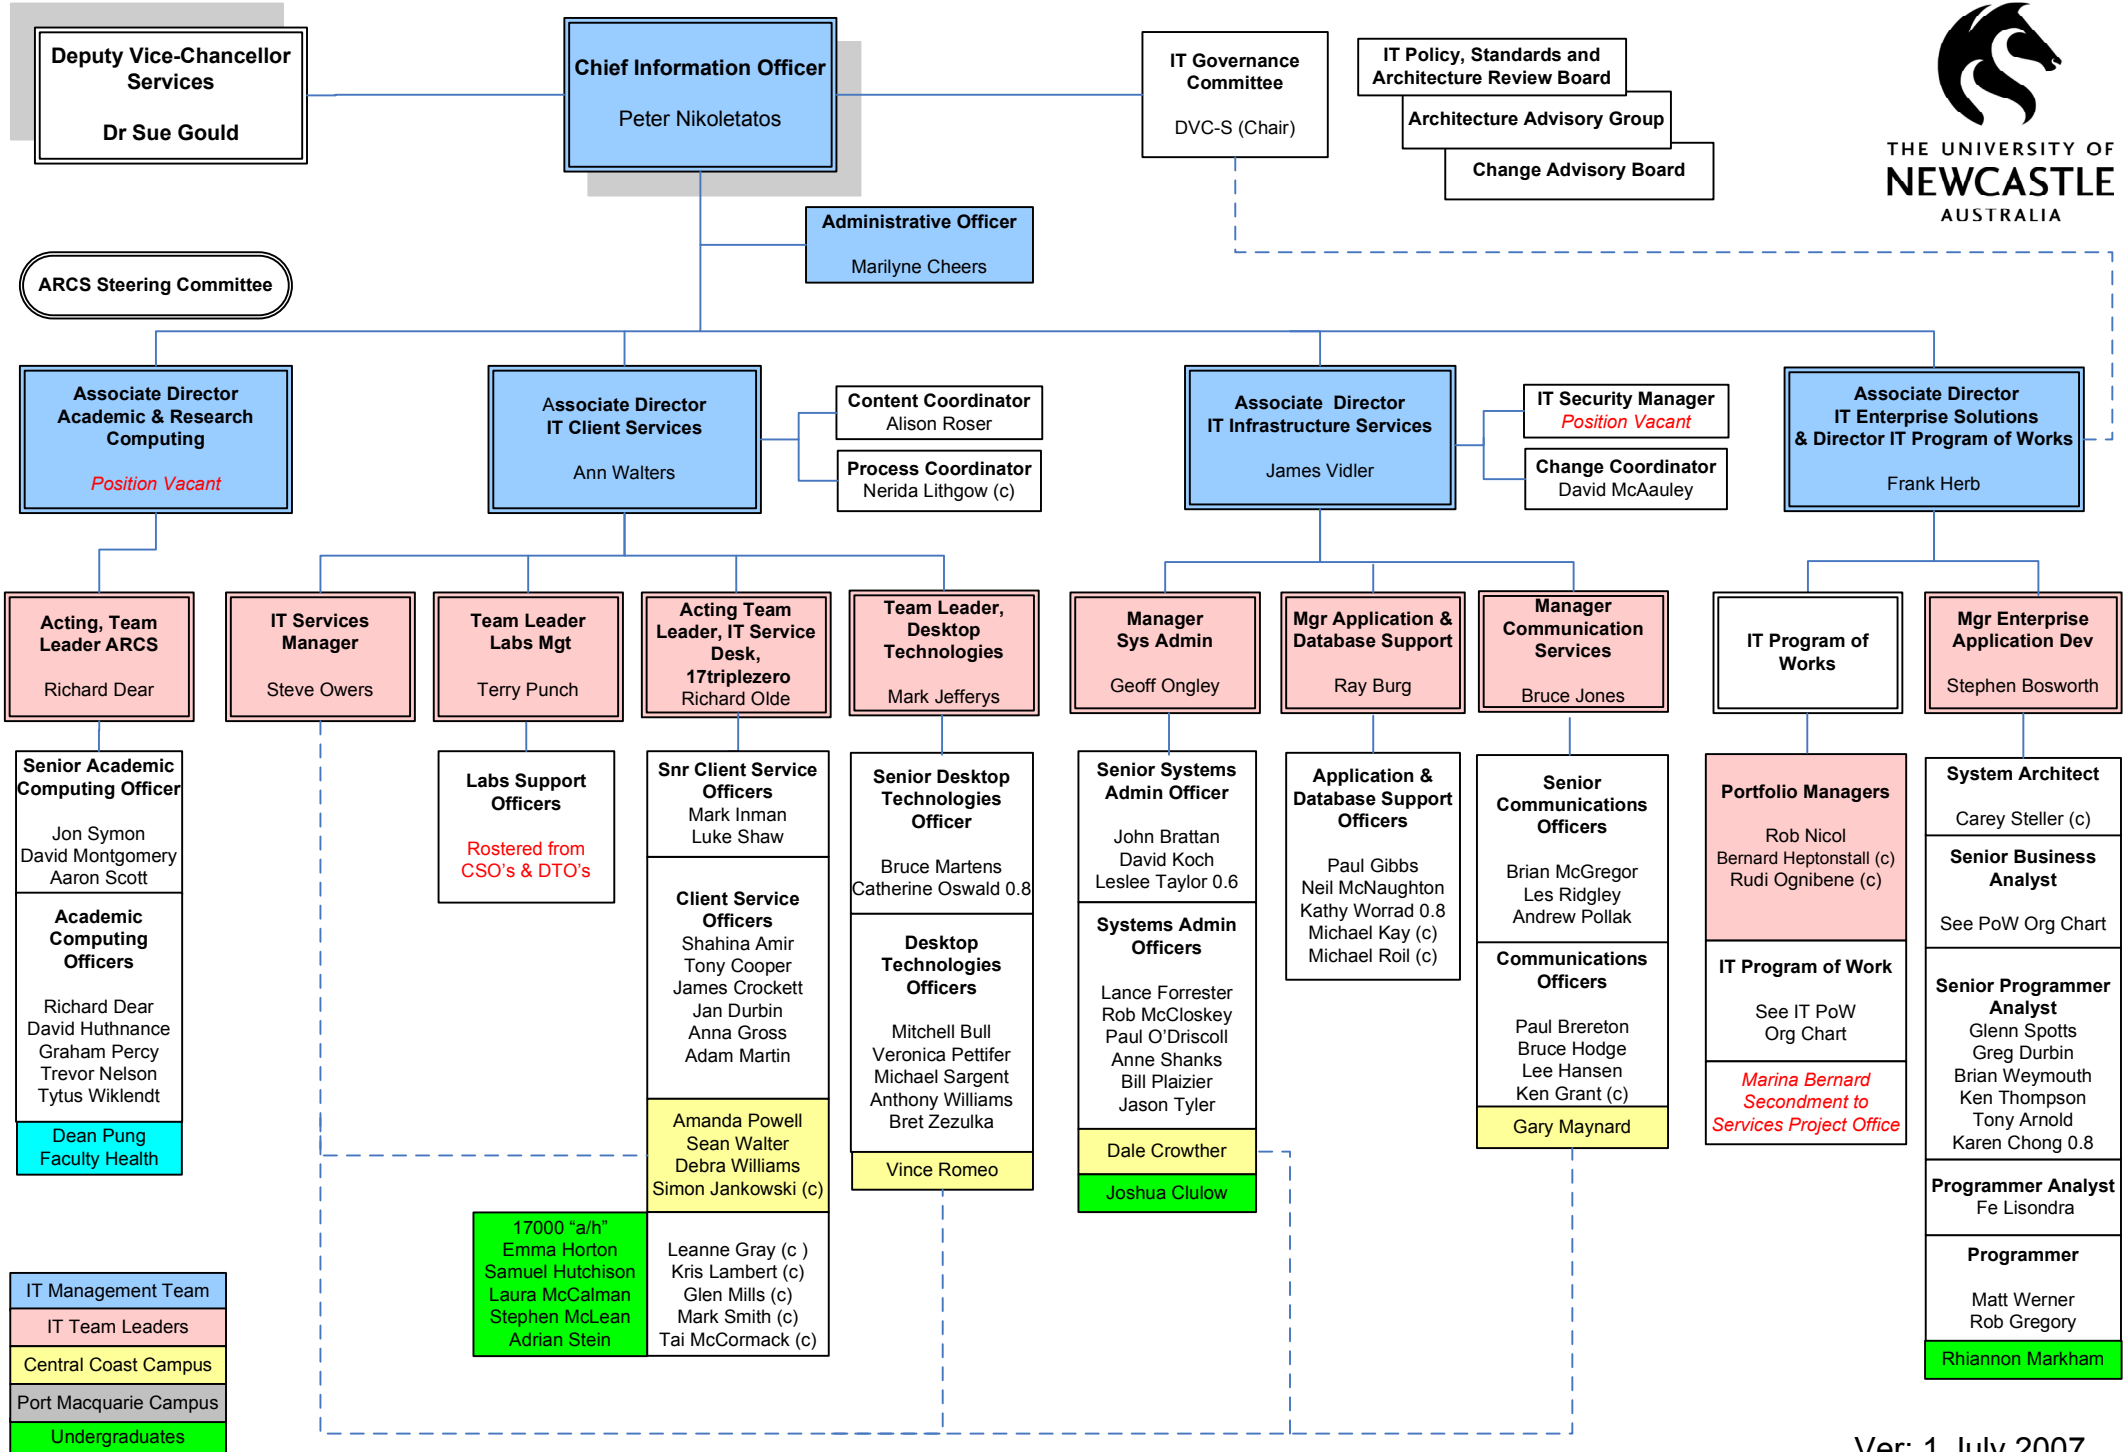 Deputy Vice-Chancellor
Services
Dr Sue Gould
Chief Information Officer
Peter Nikoletatos
IT Governance
Committee
DVC-S (Chair)
IT Policy, Standards and
Architecture Review Board
Architecture Advisory Group
Change Advisory Board
THE UNIVERSITY OF
NEWCASTLE
AUSTRALIA
Administrative Officer
Marilyne Cheers
ARCS Steering Committee
Associate Director
Academic & Research
Computing
Position Vacant
Associate Director
IT Client Services
Ann Walters
Content Coordinator
Alison Roser
Process Coordinator
Nerida Lithgow (c)
Associate  Director
IT Infrastructure Services
James Vidler
IT Security Manager
Position Vacant
Change Coordinator
David McAauley
Associate Director
IT Enterprise Solutions
& Director IT Program of Works
Frank Herb
Acting, Team
Leader ARCS
Richard Dear
IT Services
Manager
Steve Owers
Team Leader
Labs Mgt
Terry Punch
Acting Team
Leader, IT Service
Desk,
17triplezero
Richard Olde
Team Leader,
Desktop
Technologies
Mark Jefferys
Manager
Sys Admin
Geoff Ongley
Mgr Application &
Database Support
Ray Burg
Manager
Communication
Services
Bruce Jones
IT Program of
Works
Mgr Enterprise
Application Dev
Stephen Bosworth
Senior Academic
Computing Officer
Jon Symon
David Montgomery
Aaron Scott
Academic
Computing
Officers
Richard Dear
David Huthnance
Graham Percy
Trevor Nelson
Tytus Wiklendt
Dean Pung
Faculty Health
Labs Support
Officers
Rostered from
CSO's & DTO's
Snr Client Service
Officers
Mark Inman
Luke Shaw
Client Service
Officers
Shahina Amir
Tony Cooper
James Crockett
Jan Durbin
Anna Gross
Adam Martin
Amanda Powell
Sean Walter
Debra Williams
Simon Jankowski (c)
17000 "a/h"
Emma Horton
Samuel Hutchison
Laura McCalman
Stephen McLean
Adrian Stein
Leanne Gray (c )
Kris Lambert (c)
Glen Mills (c)
Mark Smith (c)
Tai McCormack (c)
Senior Desktop
Technologies
Officer
Bruce Martens
Catherine Oswald 0.8
Desktop
Technologies
Officers
Mitchell Bull
Veronica Pettifer
Michael Sargent
Anthony Williams
Bret Zezulka
Vince Romeo
Senior Systems
Admin Officer
John Brattan
David Koch
Leslee Taylor 0.6
Systems Admin
Officers
Lance Forrester
Rob McCloskey
Paul O'Driscoll
Anne Shanks
Bill Plaizier
Jason Tyler
Dale Crowther
Joshua Clulow
Application &
Database Support
Officers
Paul Gibbs
Neil McNaughton
Kathy Worrad 0.8
Michael Kay (c)
Michael Roil (c)
Senior
Communications
Officers
Brian McGregor
Les Ridgley
Andrew Pollak
Communications
Officers
Paul Brereton
Bruce Hodge
Lee Hansen
Ken Grant (c)
Gary Maynard
Portfolio Managers
Rob Nicol
Bernard Heptonstall (c)
Rudi Ognibene (c)
IT Program of Work
See IT PoW
Org Chart
Marina Bernard
Secondment to
Services Project Office
System Architect
Carey Steller (c)
Senior Business
Analyst
See PoW Org Chart
Senior Programmer
Analyst
Glenn Spotts
Greg Durbin
Brian Weymouth
Ken Thompson
Tony Arnold
Karen Chong 0.8
Programmer Analyst
Fe Lisondra
Programmer
Matt Werner
Rob Gregory
Rhiannon Markham
IT Management Team
IT Team Leaders
Central Coast Campus
Port Macquarie Campus
Undergraduates
Ver: 1 July 2007